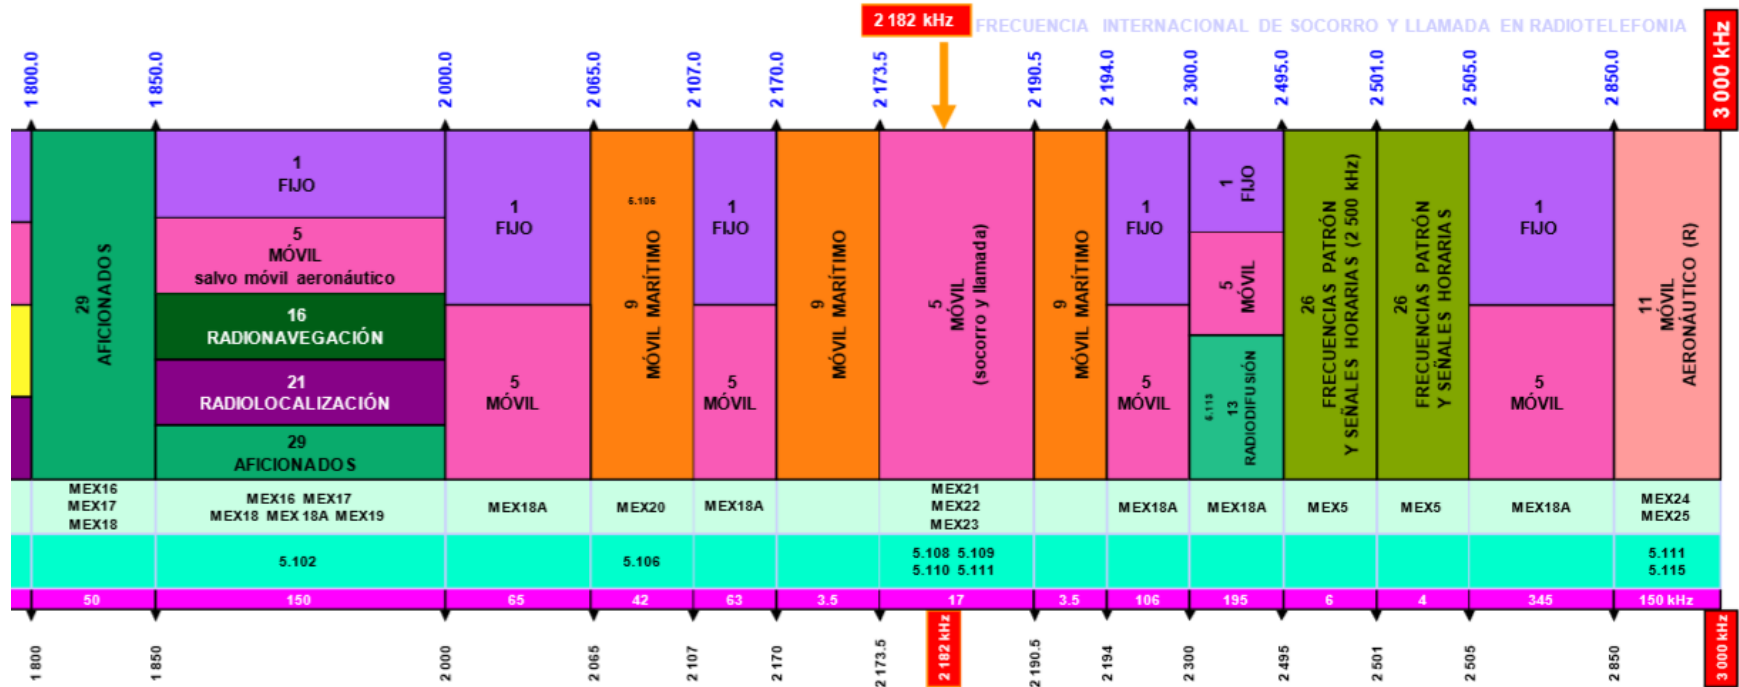 2 182 kHz
FRECUENCIA INTERNACIONAL DE SOCORRO Y LLAMADA EN RADIOTELEFONIA
3 000 kHz
1 800.0
1 850.0
2 000.0
2 065.0
2 107.0
2 170.0
2 173.5
2 190.5
2 194.0
2 300.0
2 495.0
2 501.0
2 505.0
2 850.0
29
AFICIONADOS
1
FIJO
5
MÓVIL
salvo móvil aeronáutico
16
RADIONAVEGACIÓN
21
RADIOLOCALIZACIÓN
29
AFICIONADOS
1
FIJO
5
MÓVIL
5.106
9
MÓVIL MARÍTIMO
1
FIJO
5
MÓVIL
9
MÓVIL MARÍTIMO
5
MÓVIL
(socorro y llamada)
9
MÓVIL MARÍTIMO
1
FIJO
5
MÓVIL
1
FIJO
5
MÓVIL
5.113
13
RADIODIFUSIÓN
26
FRECUENCIAS PATRÓN
Y SEÑALES HORARIAS (2 500 kHz)
26
FRECUENCIAS PATRÓN
Y SEÑALES HORARIAS
1
FIJO
5
MÓVIL
11
MÓVIL
AERONÁUTICO (R)
MEX16
MEX17
MEX18
MEX16 MEX17
MEX18 MEX18A MEX19
MEX18A
MEX20
MEX18A
MEX21
MEX22
MEX23
MEX18A
MEX18A
MEX5
MEX5
MEX18A
MEX24
MEX25
5.102
5.106
5.108 5.109
5.110 5.111
5.111
5.115
50
150
65
42
63
3.5
17
3.5
106
195
6
4
345
150 kHz
1 800
1 850
2 000
2 065
2 107
2 170
2 173.5
2 182 kHz
2 190.5
2 194
2 300
2 495
2 501
2 505
2 850
3 000 kHz